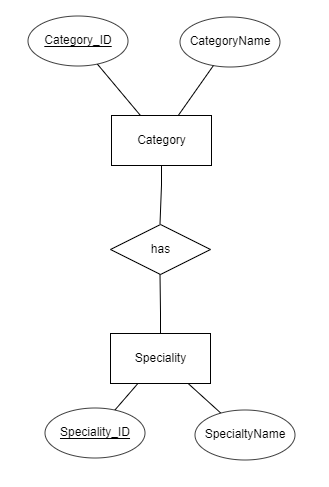 Category_ID
CategoryName
Category
has
Speciality
Speciality_ID
SpecialtyName